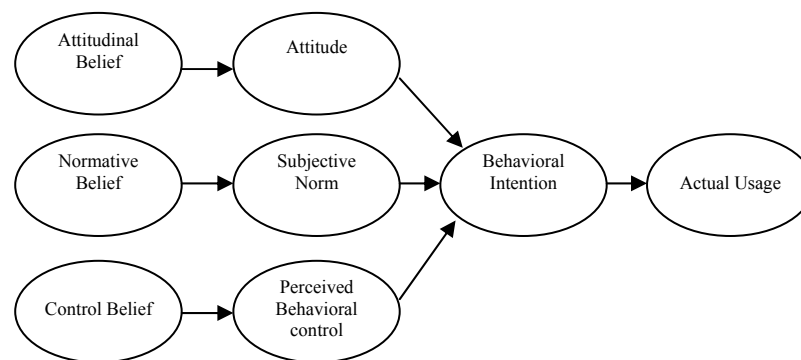 Attitudinal
Belief
Attitude
Normative
Belief
Subjective
Norm
Behavioral
Intention
Actual Usage
Control Belief
Perceived
Behavioral
control